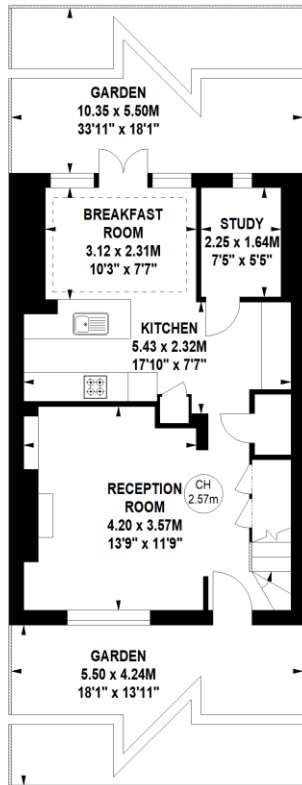 GARDEN
10.35 x 5.50M
33'11" x 18'1"
BREAKFAST
ROOM
3.12 x 2.31M
10'3" x 7'7"
STUDY
2.25 x 1.64M
7'5" x 5'5"
KITCHEN
5.43 x 2.32M
17'10" x 7'7"
RECEPTION
ROOM
4.20 x 3.57M
13'9" x 11'9"
CH
2.57m
GARDEN
5.50 x 4.24M
18'1" x 13'11"